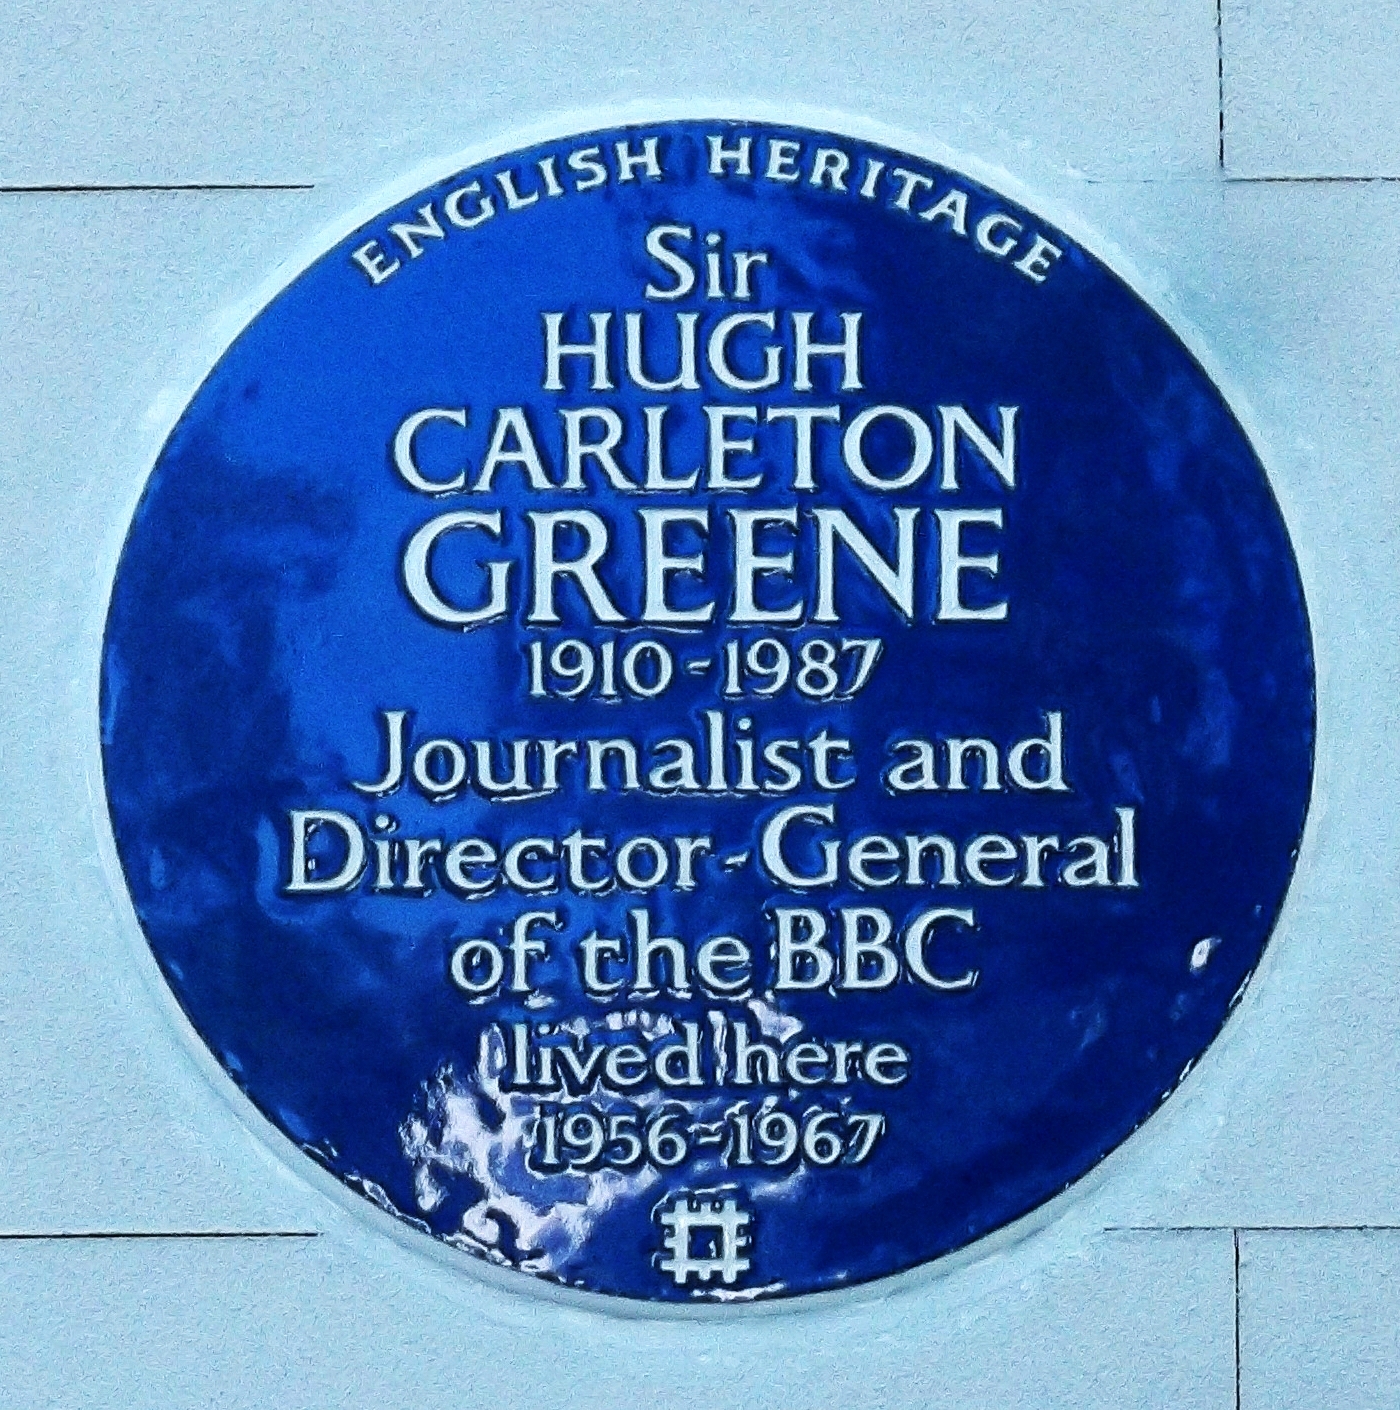 ENGLISH HERITAGE
Sir
HUGH
CARLETON
GREENE
1910-1987
Journalist and
Director-General
of the BBC
lived here
1956-1967